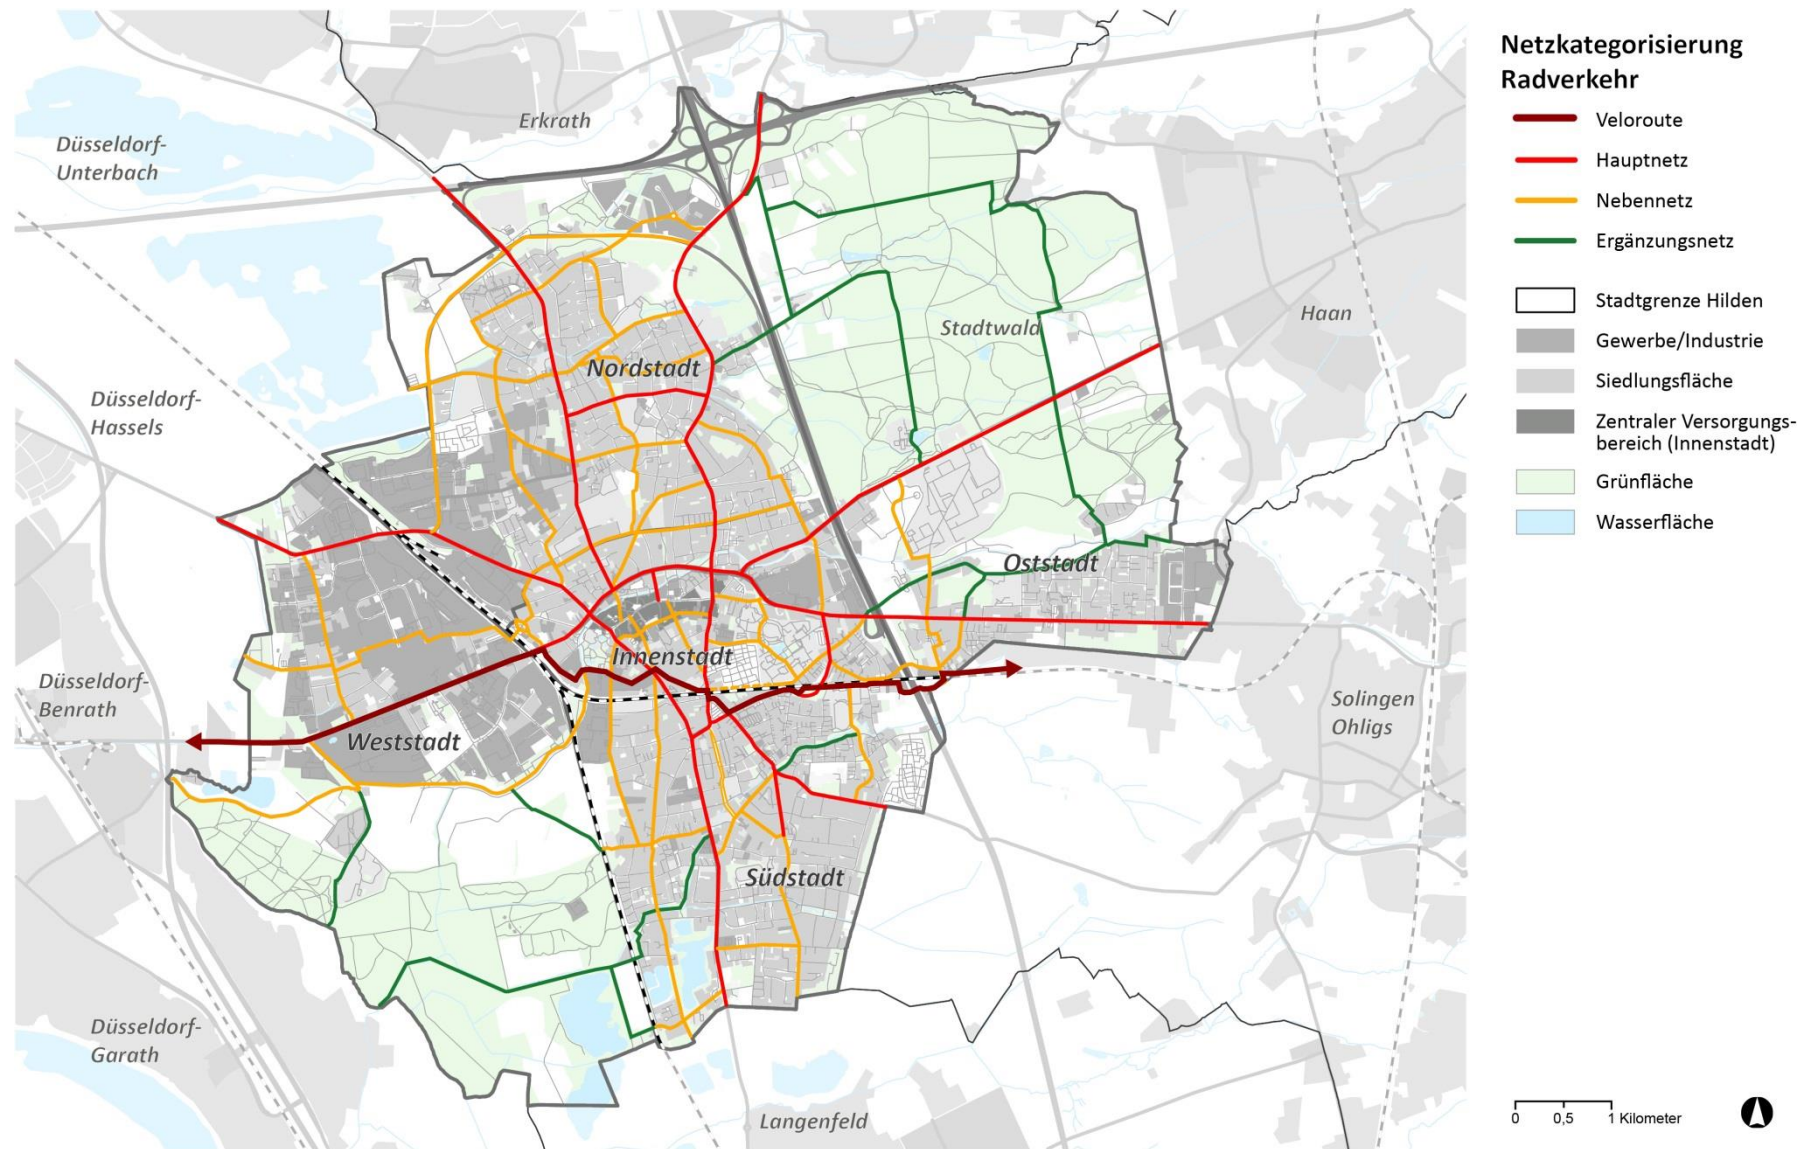 Netzkategorisierung
Radverkehr
Veloroute
Hauptnetz
Nebennetz
Ergänzungsnetz
Stadtgrenze Hilden
Gewerbe/Industrie
Siedlungsfläche
Zentraler Versorgungs-
bereich (Innenstadt)
Grünfläche
Wasserfläche
Erkrath
Düsseldorf-
Unterbach
Haan
Stadtwald
Nordstadt
Düsseldorf-
Hassels
Oststadt
Innenstadt
Düsseldorf-
Benrath
Solingen
Ohligs
Weststadt
Südstadt
Düsseldorf-
Garath
Langenfeld
0 0,5 1 Kilometer